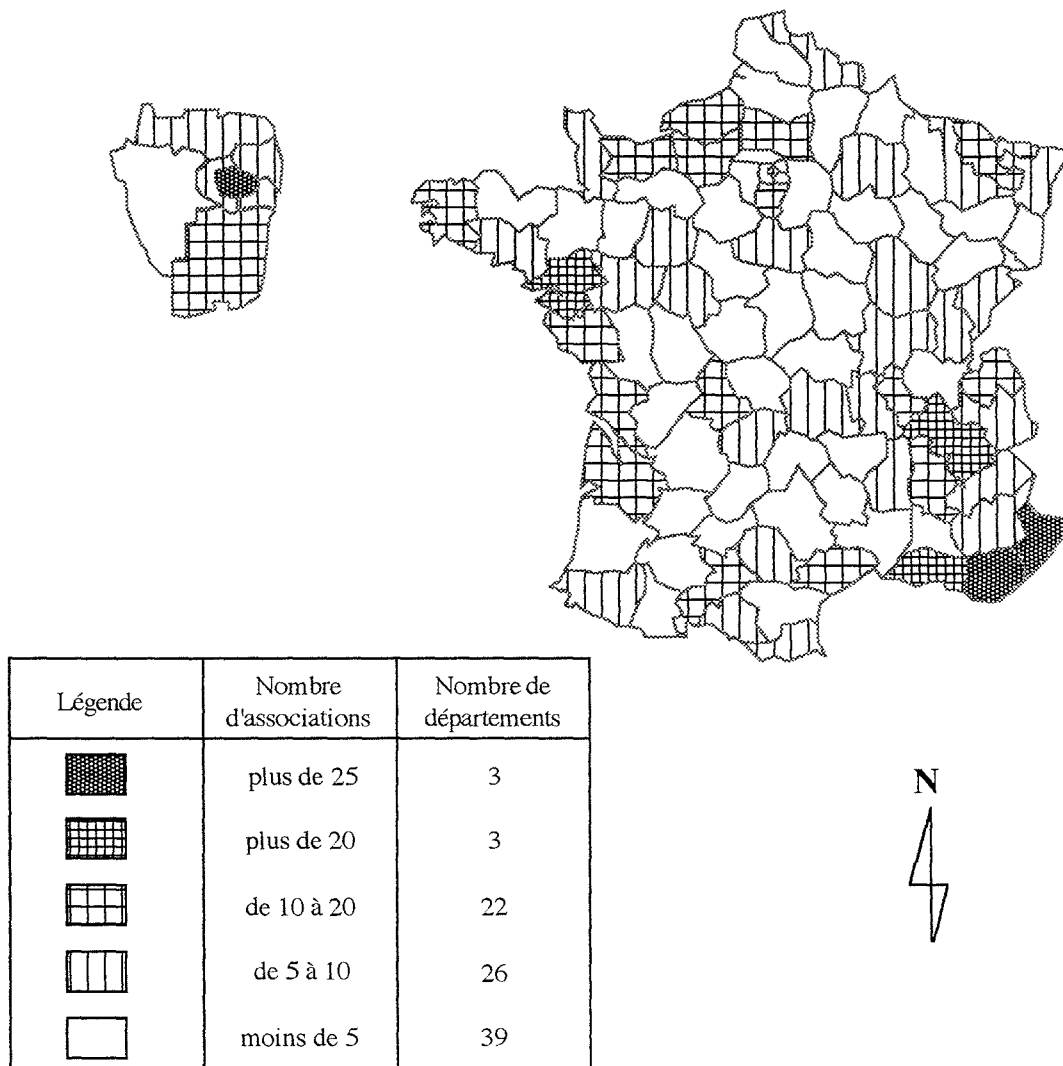 Légende
Nombre
d'associations
Nombre de
départements
plus de 25
3
plus de 20
3
de 10 à 20
22
de 5 à 10
26
moins de 5
39
N